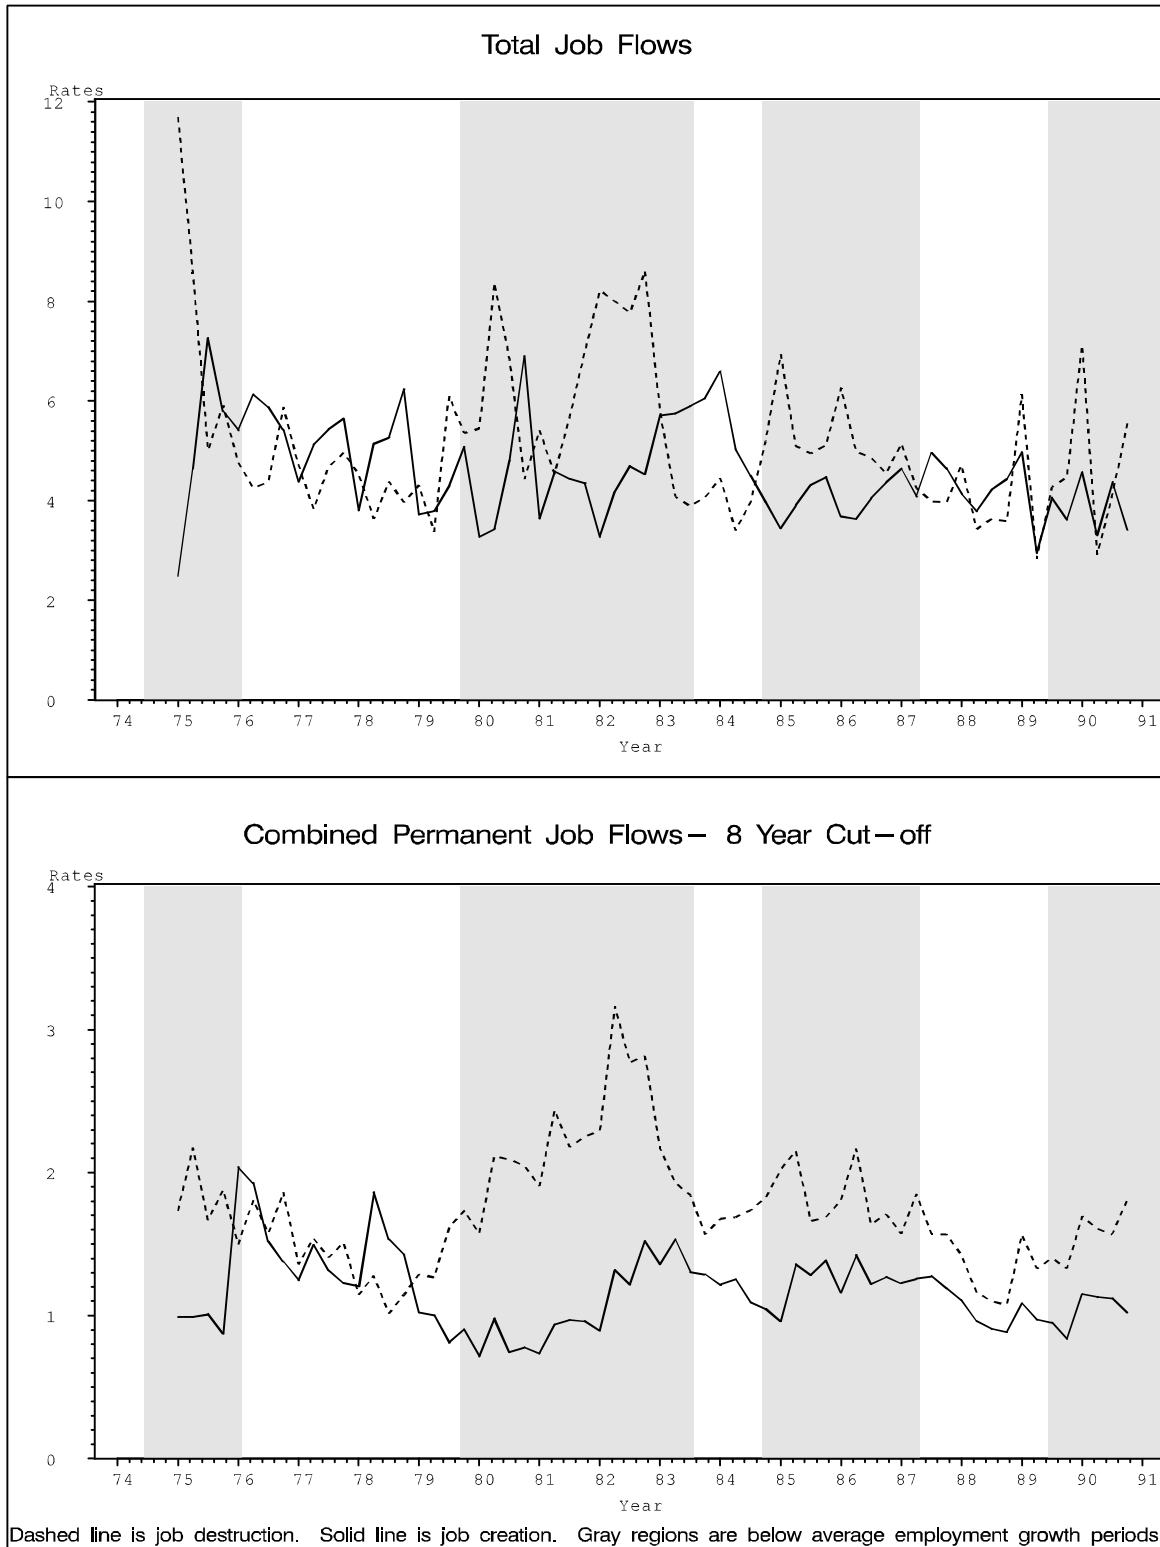 Total Job Flows
Rates
12
10
8
6
4
2
0
74 75 76 77 78 79 80 81 82 83 84 85 86 87 88 89 90 91
Year
Combined Permanent Job Flows— 8 Year Cut—off
Rates
4
3
2
1
0
74 75 76 77 78 79 80 81 82 83 84 85 86 87 88 89 90 91
Year
Dashed line is job destruction. Solid line is job creation. Gray regions are below average employment growth periods